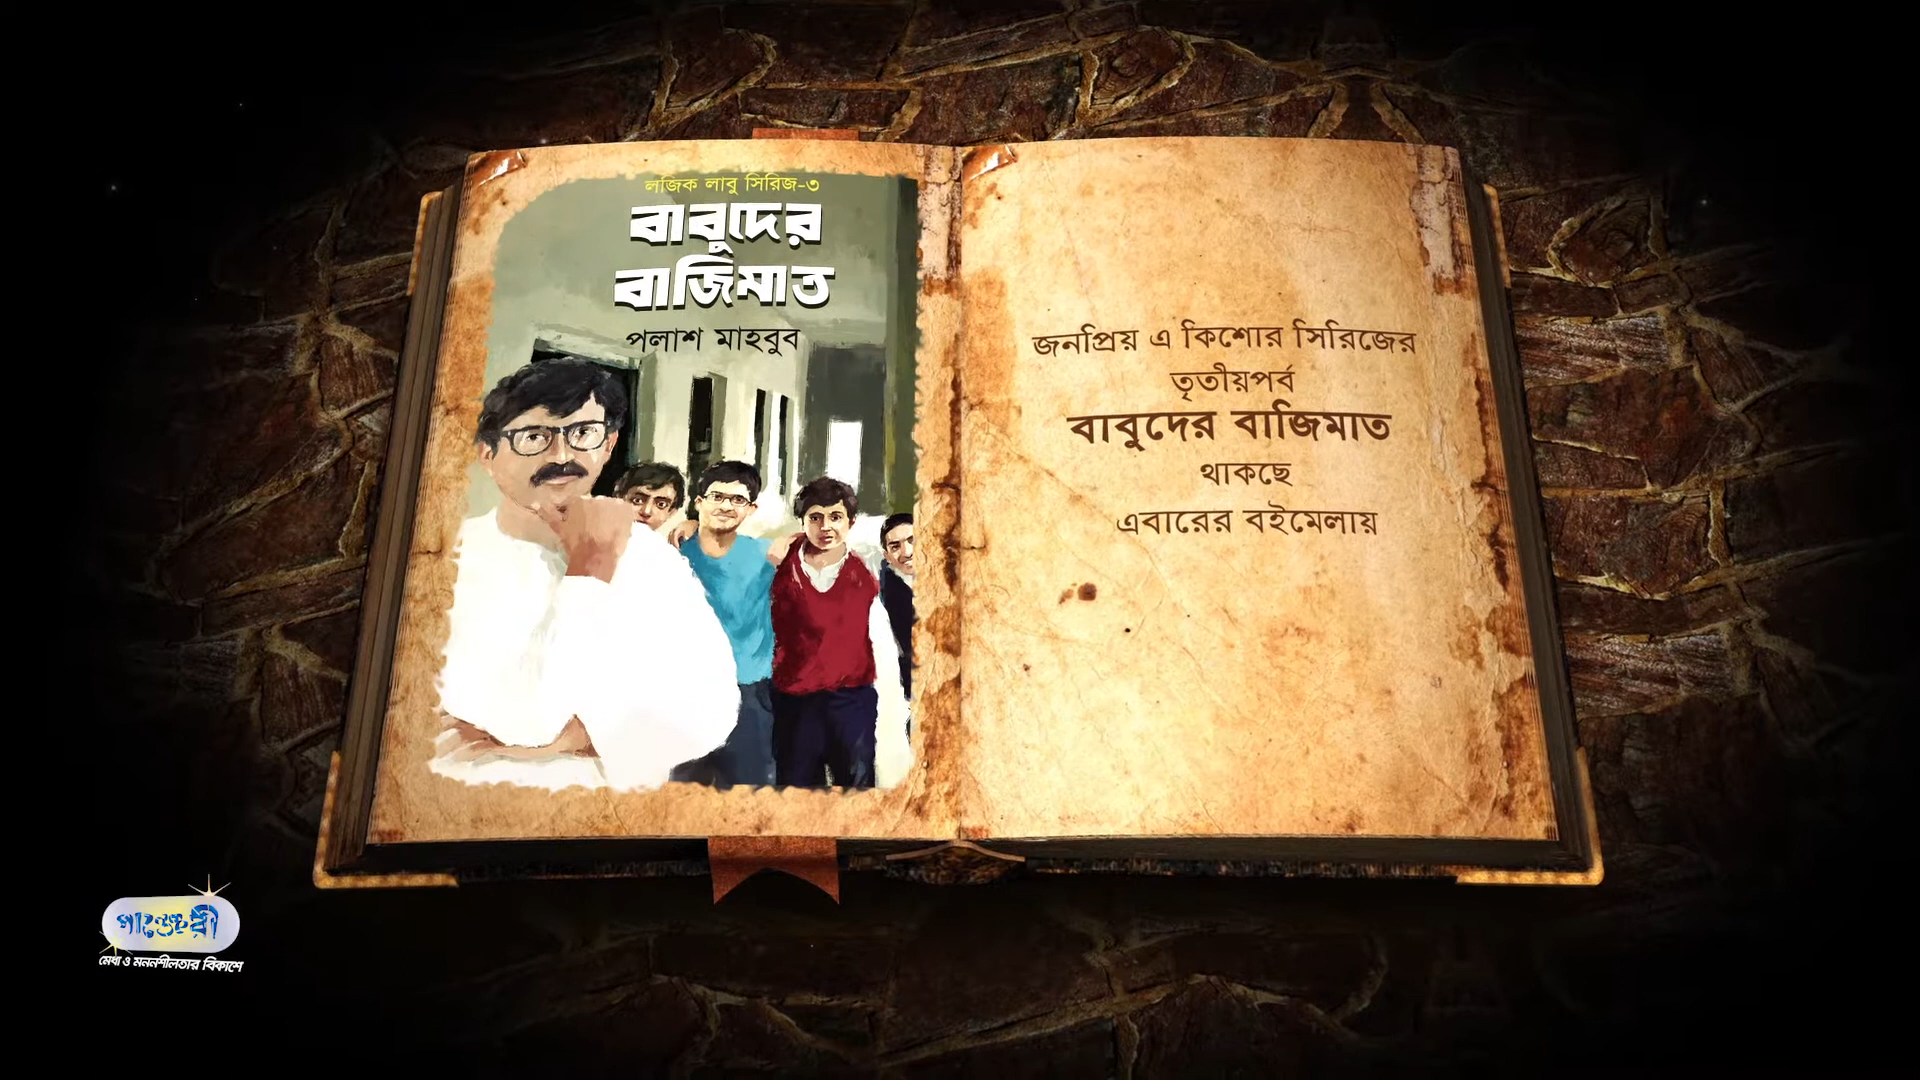 লজিক লাবু সিরিজ-৩
বাবুদের
বাজিমাত
পলাশ মাহবুব
জনপ্রিয় এ কিশোর সিরিজের
তৃতীয়পর্ব
বাবুদের বাজিমাত
থাকছে
এবারের বইমেলায়
পাঞ্জেরী
মেধা ও মননশীলতার বিকাশে